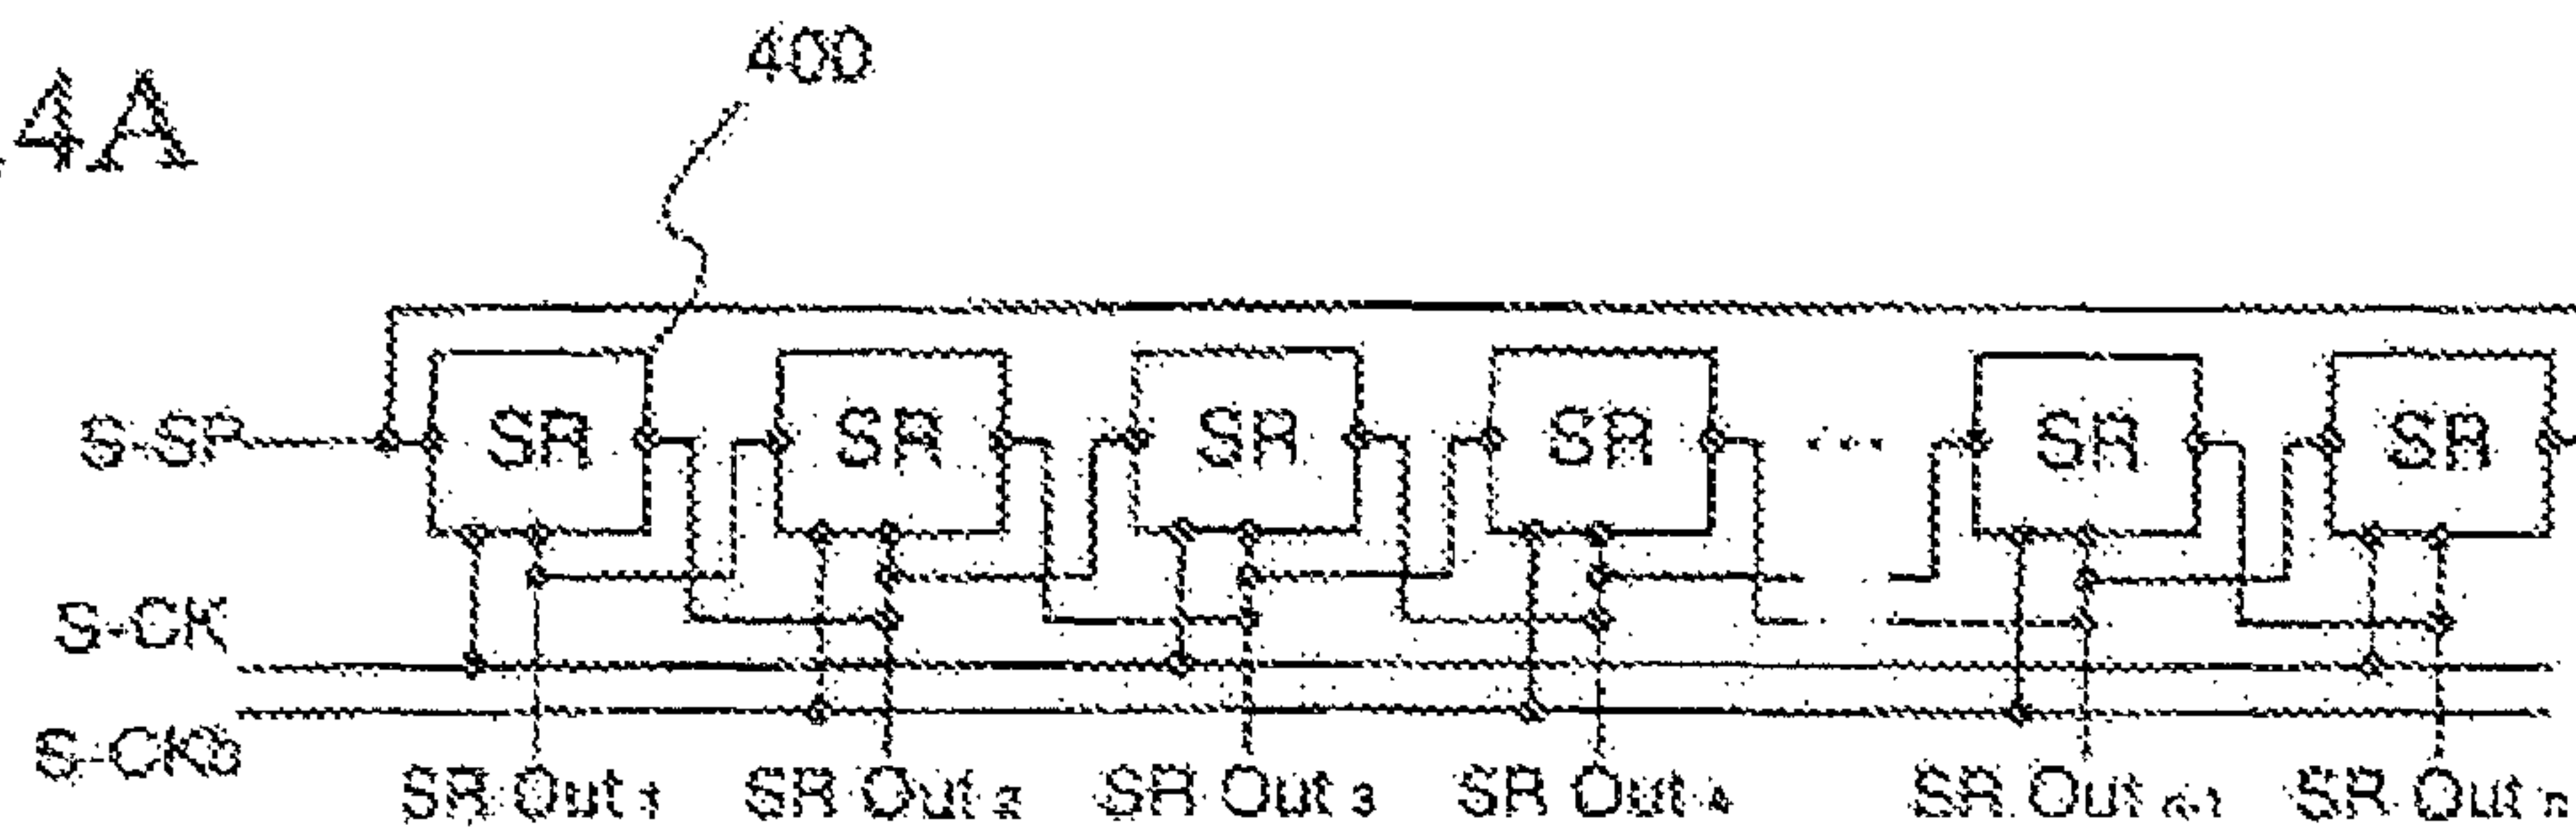 4A
400
S-SP SR SR SR SR ... SR SR
S-CK
S-CKb
SR Out 1 SR Out 2 SR Out 3 SR Out 4 SR Out n-1 SR Out n